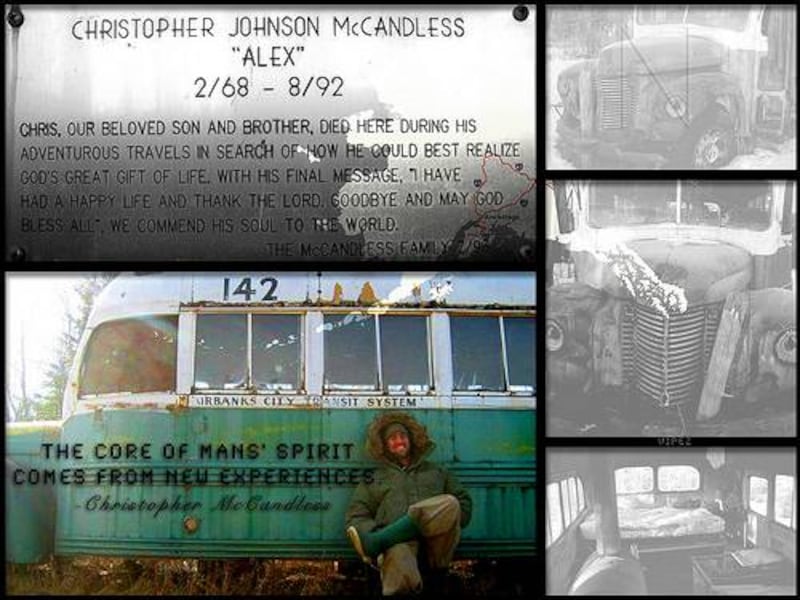 CHRISTOPHER JOHNSON McCANDLESS
"ALEX"
2/68 - 8/92
CHRIS, OUR BELOVED SON AND BROTHER, DIED HERE DURING HIS
ADVENTUROUS TRAVELS IN SEARCH OF HOW HE COULD BEST REALIZE
GOD'S GREAT GIFT OF LIFE. WITH HIS FINAL MESSAGE, "I HAVE
HAD A HAPPY LIFE AND THANK THE LORD. GOODBYE AND MAY GOD
BLESS ALL", WE COMMEND HIS SOUL TO THE WORLD.
THE McCANDLESS FAMILY
142
FAIRBANKS CITY TRANSIT SYSTEM
THE CORE OF MANS' SPIRIT
COMES FROM NEW EXPERIENCES.
-Christopher McCandless
VIPEZ